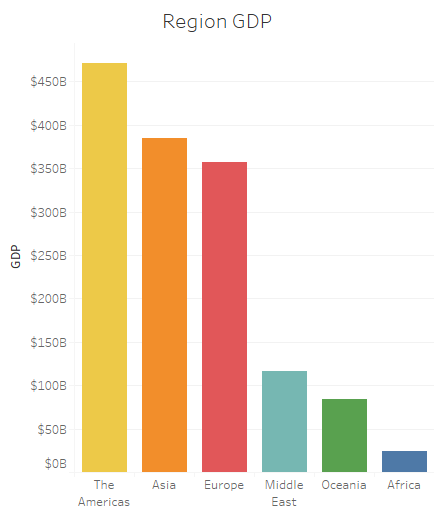 Region GDP
GDP
$450B
$400B
$350B
$300B
$250B
$200B
$150B
$100B
$50B
$0B
The Americas
Asia
Europe
Middle East
Oceania
Africa